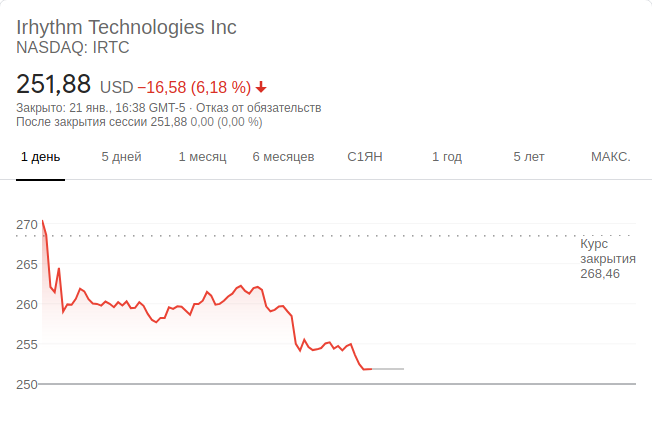 Irhythm Technologies Inc
NASDAQ: IRTC
251,88 USD −16,58 (6,18 %)
Закрыто: 21 янв., 16:38 GMT-5 · Отказ от обязательств
После закрытия сессии 251,88 0,00 (0,00 %)
1 день 5 дней 1 месяц 6 месяцев С1ЯН 1 год 5 лет МАКС.
270
Курс
265 закрытия
268,46
260
255
250